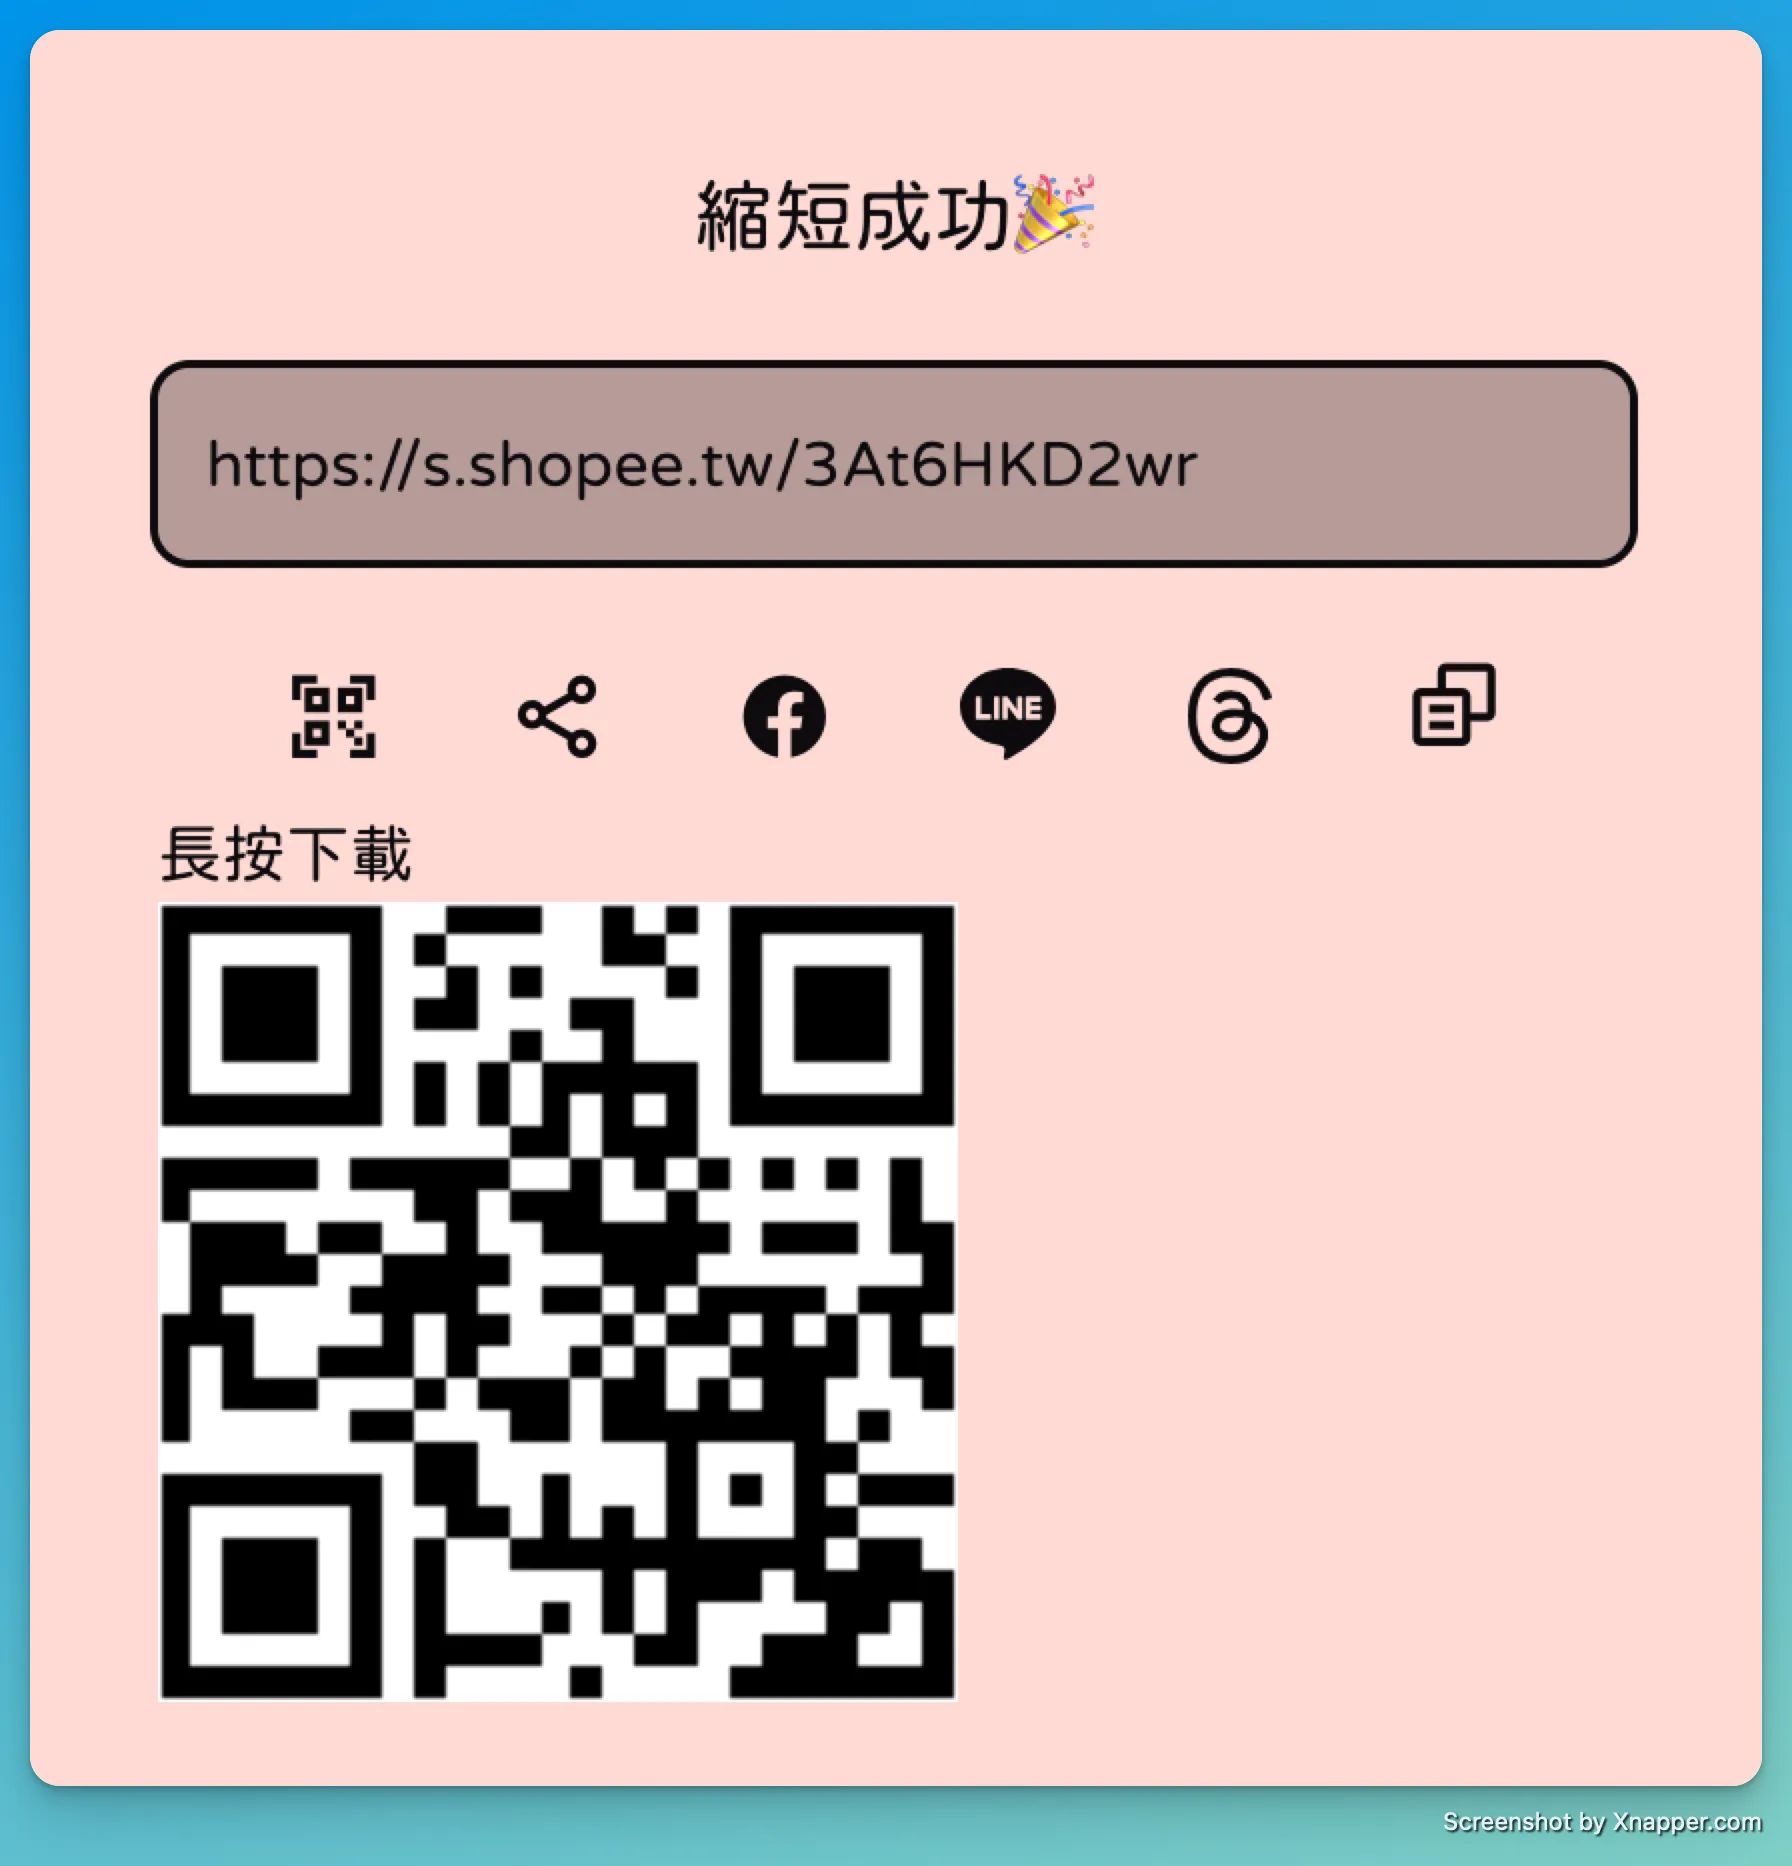 縮短成功🎉
https://s.shopee.tw/3At6HKD2wr
LINE
長按下載
Screenshot by Xnapper.com